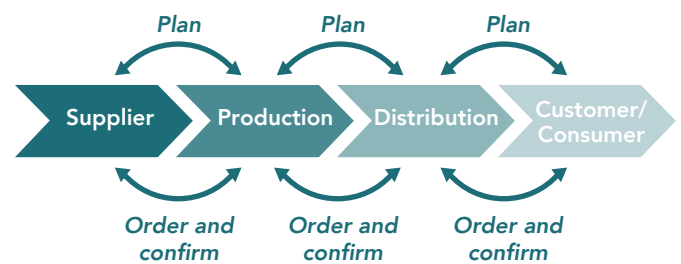 Plan
Plan
Plan
Supplier
Production
Distribution
Customer/
Consumer
Order and
confirm
Order and
confirm
Order and
confirm